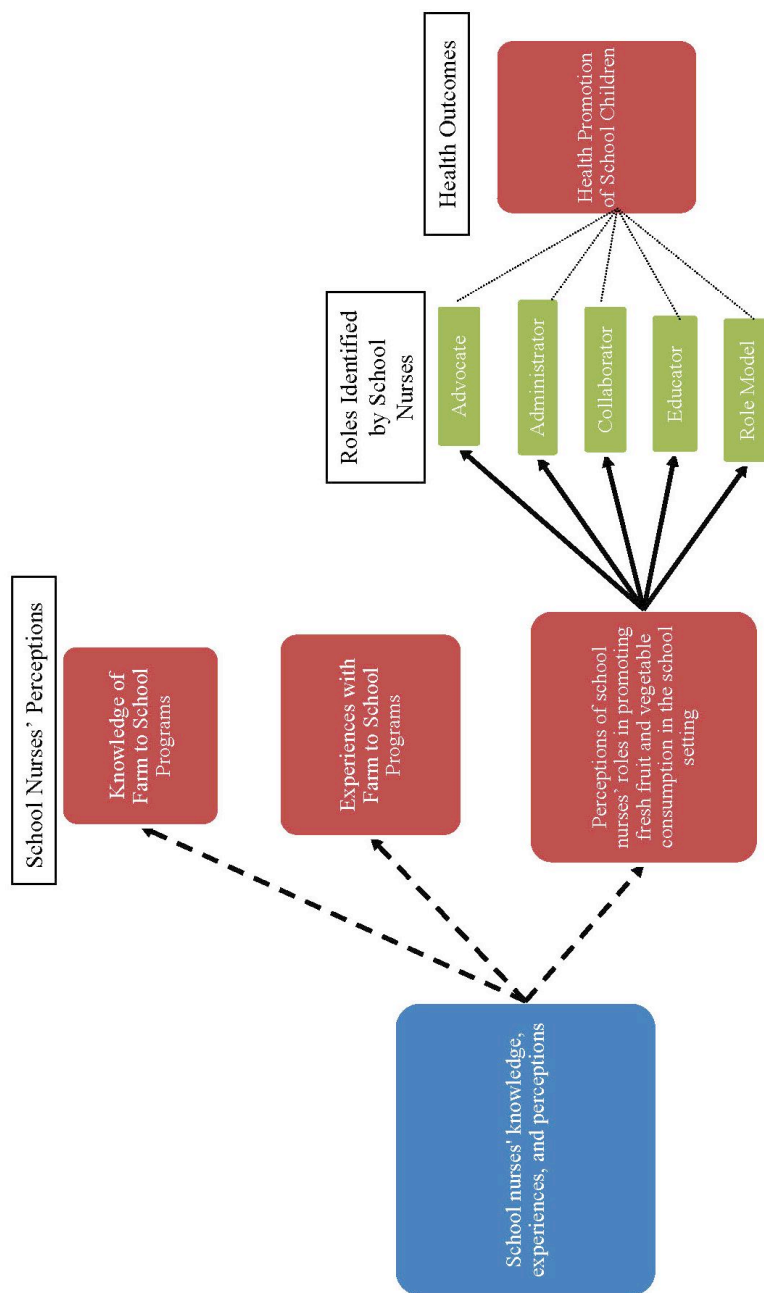 School Nurses’ Perceptions
Roles Identified
by School
Nurses
Health Outcomes
School nurses' knowledge,
experiences, and perceptions
Knowledge of
Farm to School
Programs
Experiences with
Farm to School
Programs
Perceptions of school
nurses’ roles in promoting
fresh fruit and vegetable
consumption in the school
setting
Advocate
Administrator
Collaborator
Educator
Role Model
Health Promotion
of School Children